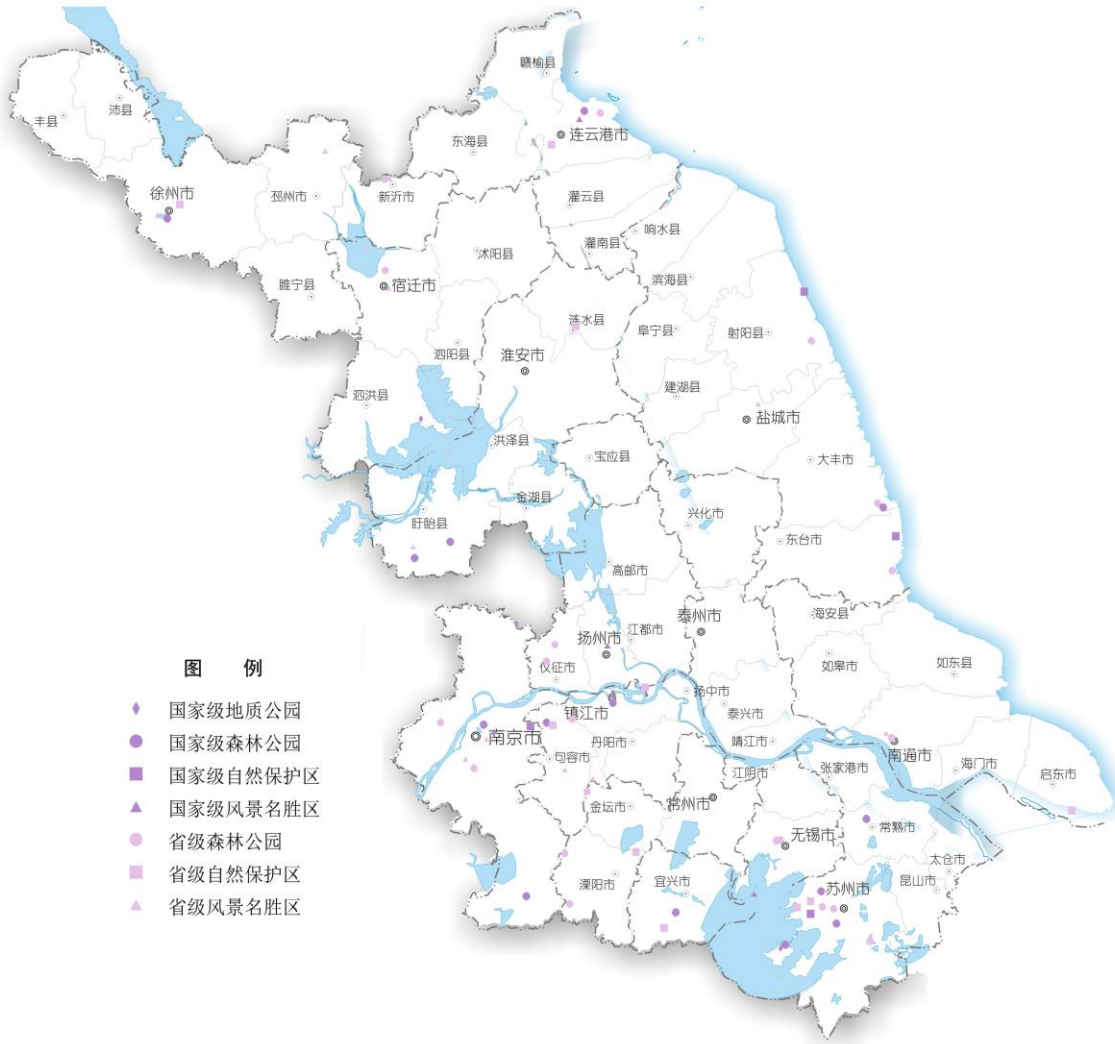 赣榆县
沛县
丰县
连云港市
东海县
徐州市
邳州市
新沂市
灌云县
响水县
灌南县
沭阳县
滨海县
睢宁县
宿迁市
涟水县
阜宁县
射阳县
泗阳县
淮安市
建湖县
泗洪县
盐城市
洪泽县
宝应县
大丰市
金湖县
盱眙县
兴化市
东台市
高邮市
海安县
泰州市
江都市
扬州市
如皋市
如东县
仪征市
扬中市
镇江市
泰兴市
南京市
丹阳市
靖江市
南通市
句容市
江阴市
张家港市
海门市
启东市
金坛市
常州市
无锡市
常熟市
太仓市
溧阳市
宜兴市
苏州市
昆山市
图 例
国家级地质公园
国家级森林公园
国家级自然保护区
国家级风景名胜区
省级森林公园
省级自然保护区
省级风景名胜区